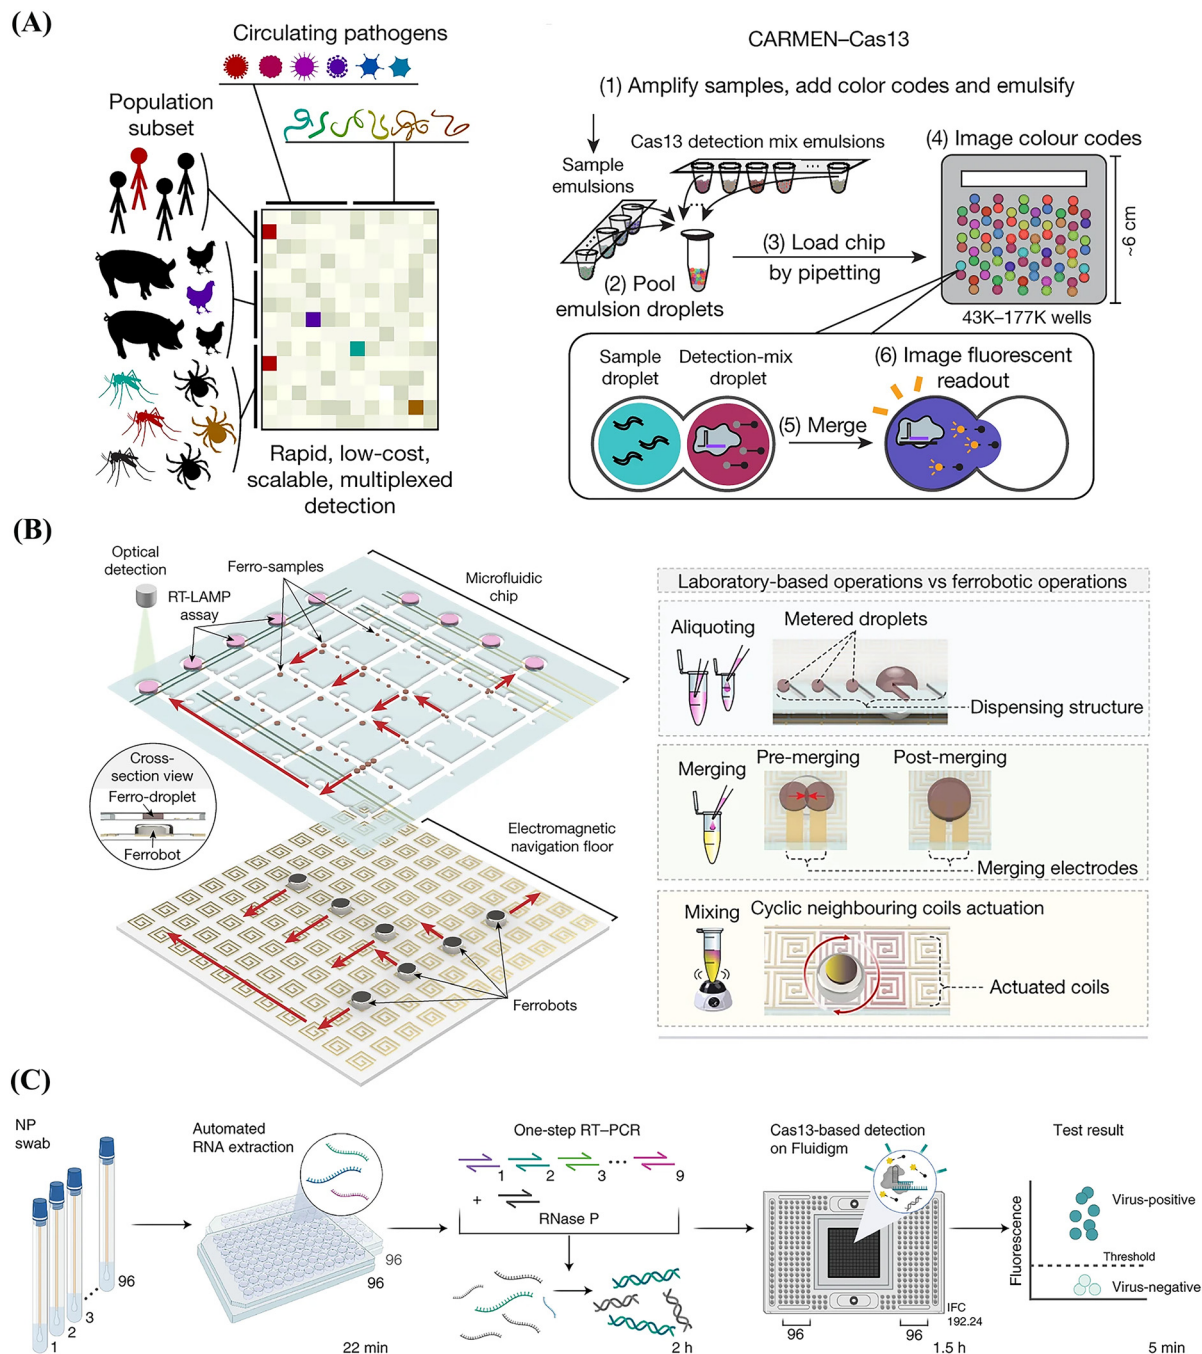 (A)
Circulating pathogens
Population
subset
Rapid, low-cost,
scalable, multiplexed
detection
CARMEN–Cas13
(1) Amplify samples, add color codes and emulsify
Cas13 detection mix emulsions
Sample
emulsions
(2) Pool
emulsion droplets
(3) Load chip
by pipetting
(4) Image colour codes
~6 cm
43K–177K wells
Sample
droplet
Detection-mix
droplet
(5) Merge
(6) Image fluorescent
readout
(B)
Optical
detection
RT-LAMP
assay
Ferro-samples
Microfluidic
chip
Cross-
section view
Ferro-droplet
Ferrobot
Electromagnetic
navigation floor
Ferrobots
Laboratory-based operations vs ferrobotic operations
Aliquoting
Metered droplets
Dispensing structure
Merging
Pre-merging
Post-merging
Merging electrodes
Mixing
Cyclic neighbouring coils actuation
Actuated coils
(C)
NP
swab
1
2
3
96
Automated
RNA extraction
96
96
22 min
One-step RT–PCR
1
2
3
9
+
RNase P
2 h
Cas13-based detection
on Fluidigm
96
96
IFC
192.24
1.5 h
Test result
Fluorescence
Virus-positive
Threshold
Virus-negative
5 min